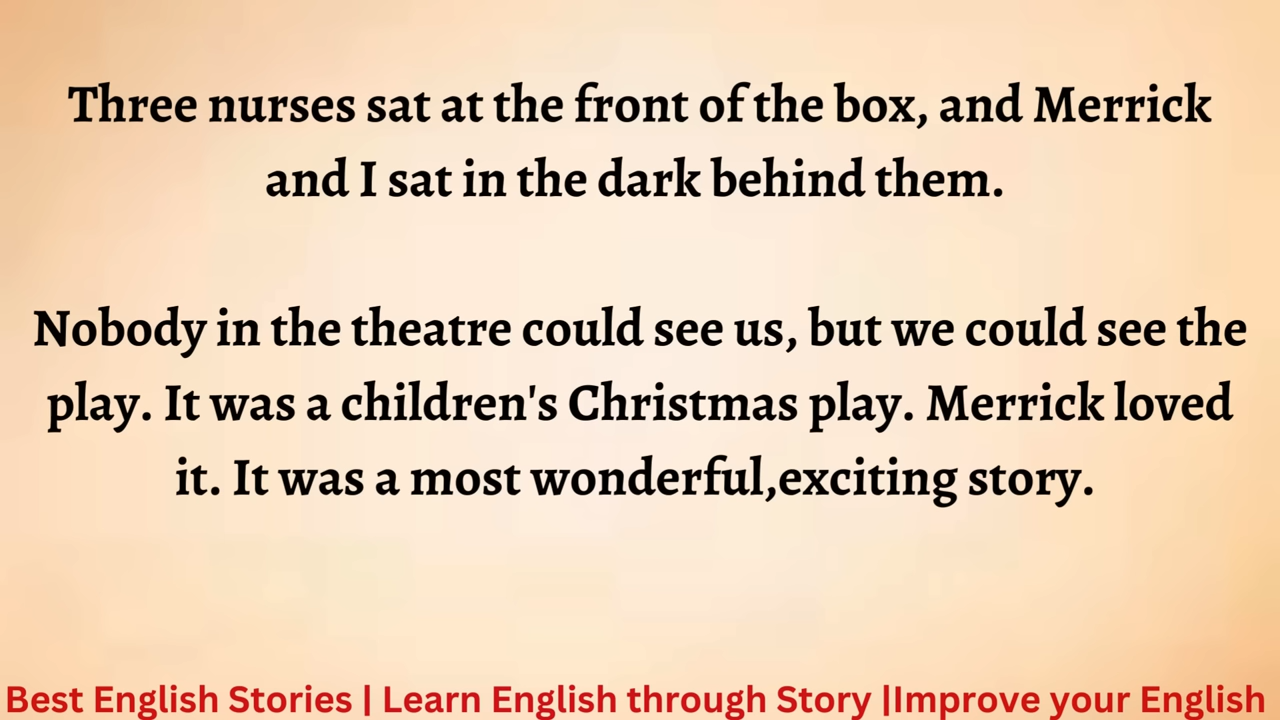 Three nurses sat at the front of the box, and Merrick
and I sat in the dark behind them.
Nobody in the theatre could see us, but we could see the
play. It was a children's Christmas play. Merrick loved
it. It was a most wonderful,exciting story.
Best English Stories | Learn English through Story |Improve your English